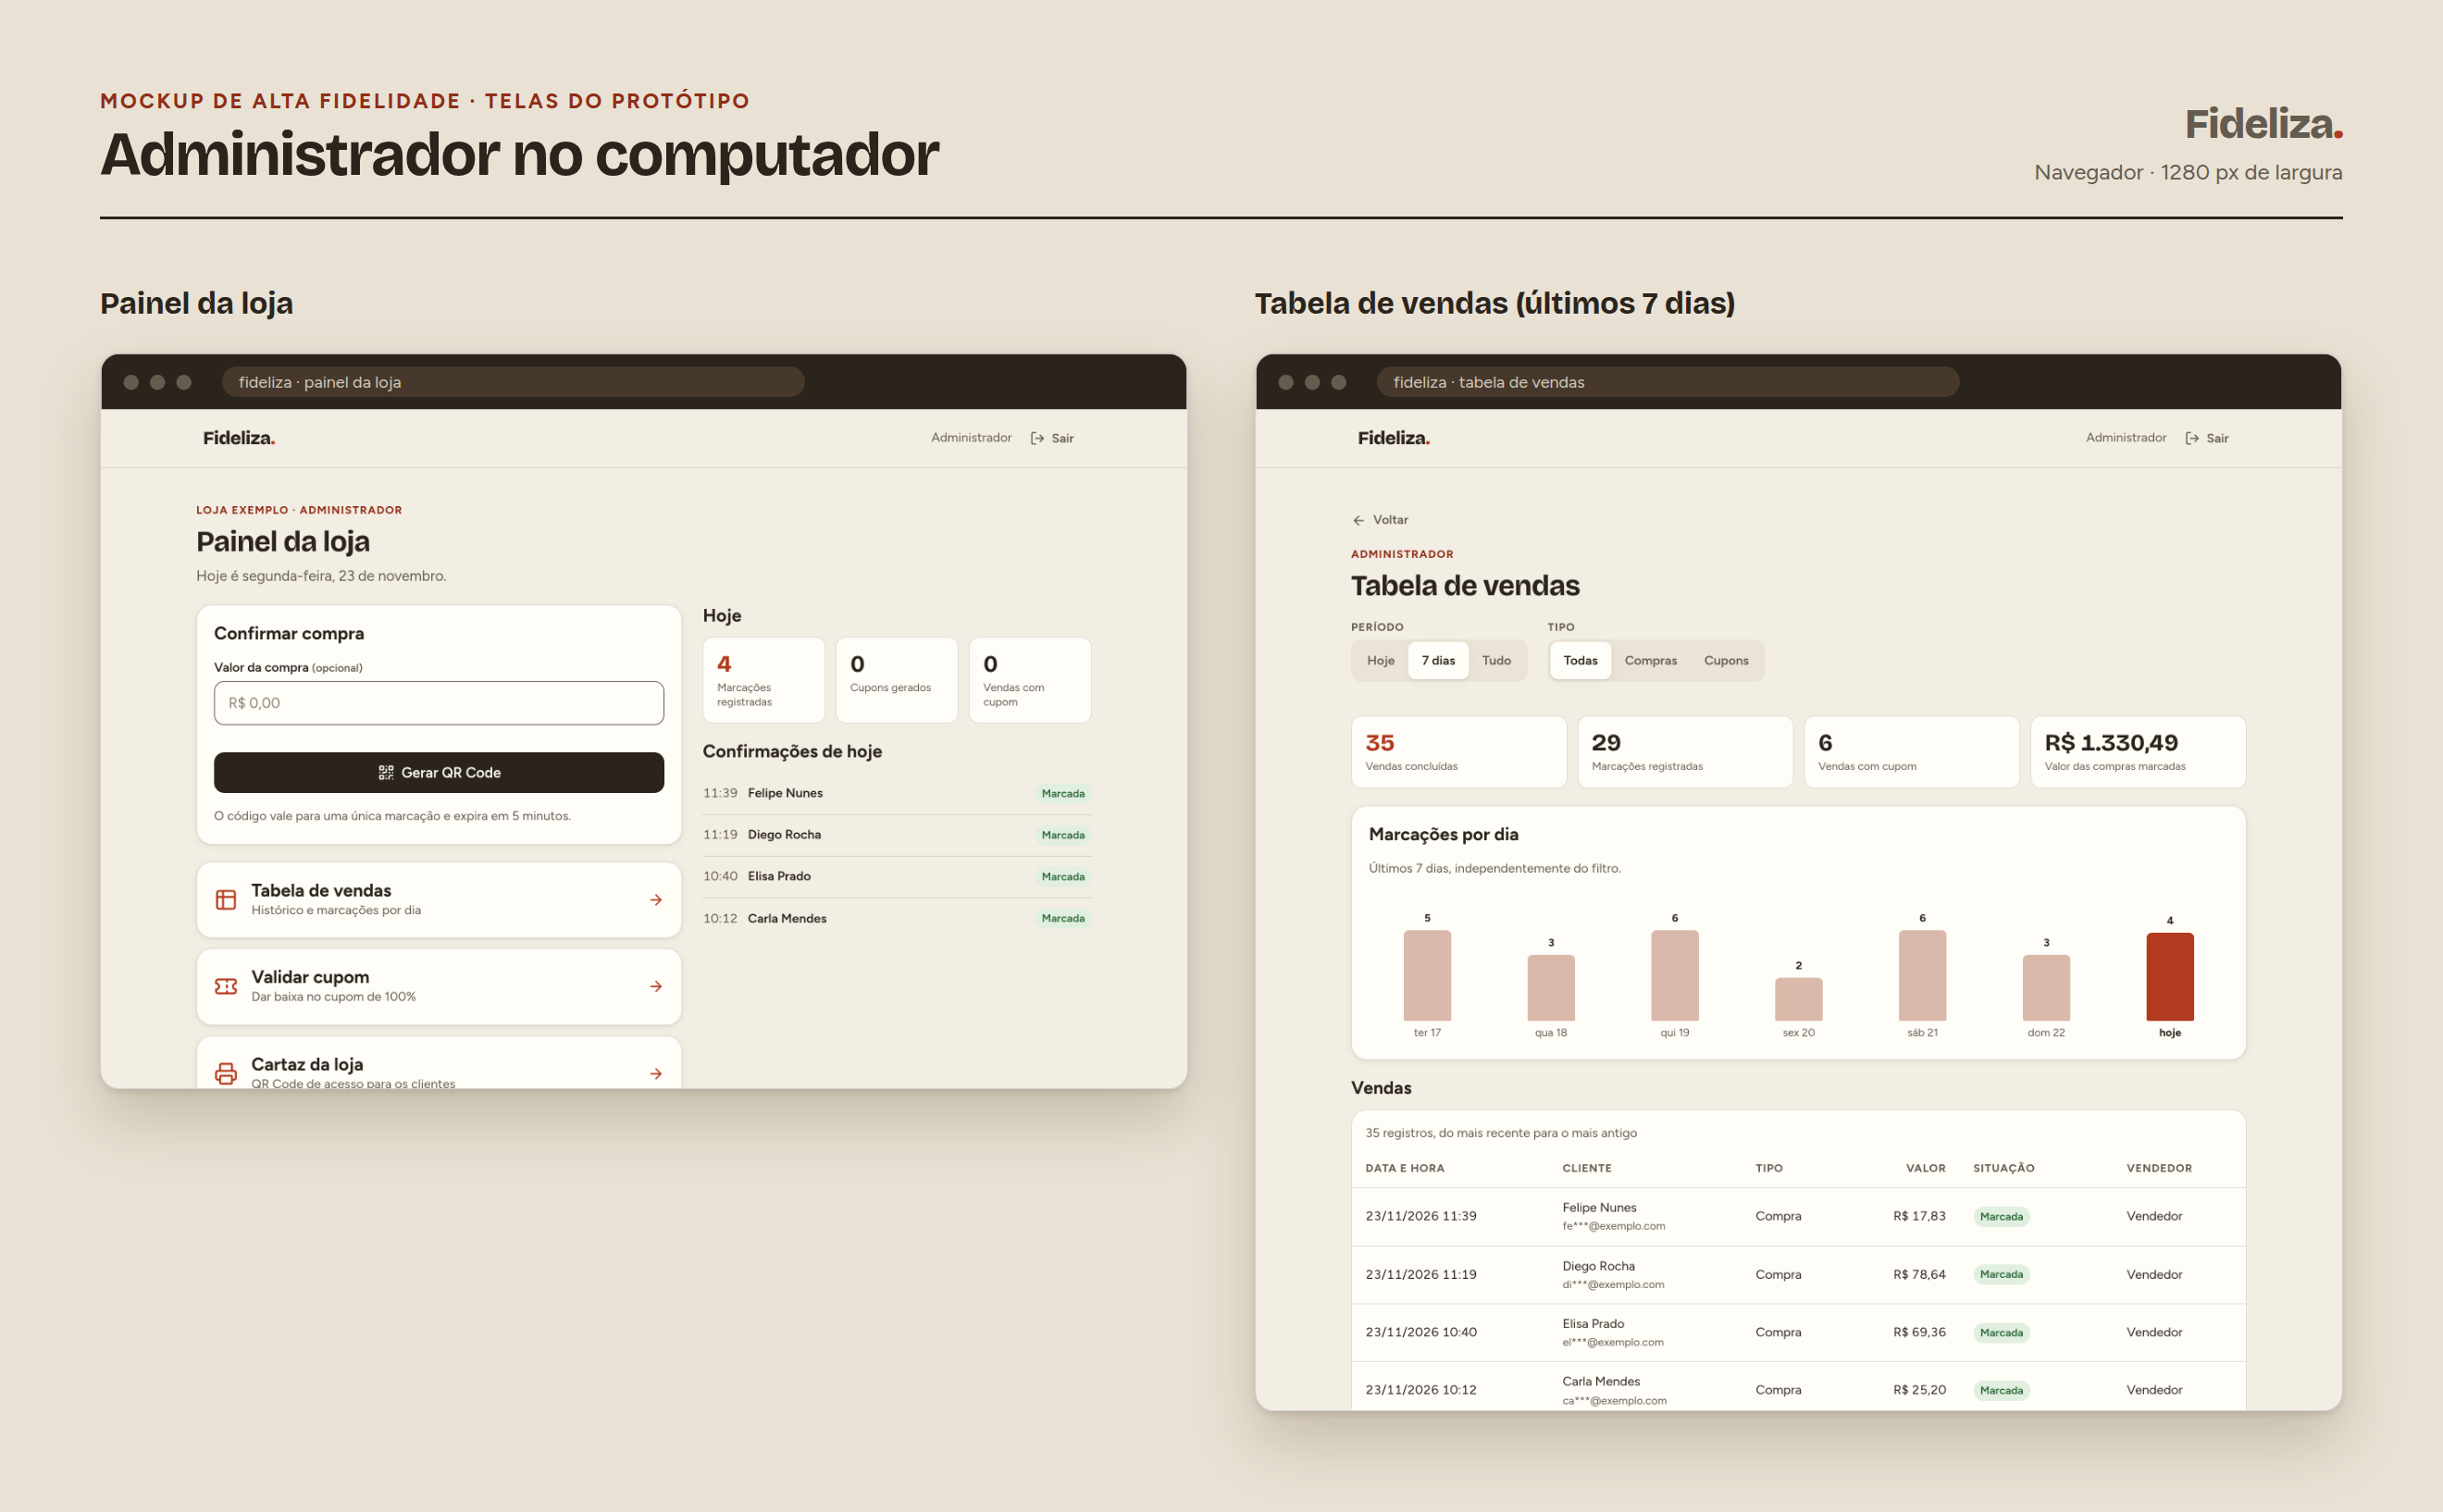 MOCKUP DE ALTA FIDELIDADE · TELAS DO PROTÓTIPO
Administrador no computador
Fideliza.
Navegador · 1280 px de largura
Painel da loja
fideliza · painel da loja
Fideliza.
Administrador
Sair
LOJA EXEMPLO · ADMINISTRADOR
Painel da loja
Hoje é segunda-feira, 23 de novembro.
Confirmar compra
Valor da compra (opcional)
R$ 0,00
Gerar QR Code
O código vale para uma única marcação e expira em 5 minutos.
Tabela de vendas
Histórico e marcações por dia
Validar cupom
Dar baixa no cupom de 100%
Cartaz da loja
QR Code de acesso para os clientes
Hoje
4
Marcações
registradas
0
Cupons gerados
0
Vendas com
cupom
Confirmações de hoje
11:39 Felipe Nunes Marcada
11:19 Diego Rocha Marcada
10:40 Elisa Prado Marcada
10:12 Carla Mendes Marcada
Tabela de vendas (últimos 7 dias)
fideliza · tabela de vendas
Fideliza.
Administrador
Sair
Voltar
ADMINISTRADOR
Tabela de vendas
PERÍODO
Hoje 7 dias Tudo
TIPO
Todas Compras Cupons
35
Vendas concluídas
29
Marcações registradas
6
Vendas com cupom
R$ 1.330,49
Valor das compras marcadas
Marcações por dia
Últimos 7 dias, independentemente do filtro.
5 3 6 2 6 3 4
ter 17 qua 18 qui 19 sex 20 sáb 21 dom 22 hoje
Vendas
35 registros, do mais recente para o mais antigo
DATA E HORA CLIENTE TIPO VALOR SITUAÇÃO VENDEDOR
23/11/2026 11:39 Felipe Nunes Compra R$ 17,83 Marcada Vendedor
fe***@exemplo.com
23/11/2026 11:19 Diego Rocha Compra R$ 78,64 Marcada Vendedor
di***@exemplo.com
23/11/2026 10:40 Elisa Prado Compra R$ 69,36 Marcada Vendedor
el***@exemplo.com
23/11/2026 10:12 Carla Mendes Compra R$ 25,20 Marcada Vendedor
ca***@exemplo.com